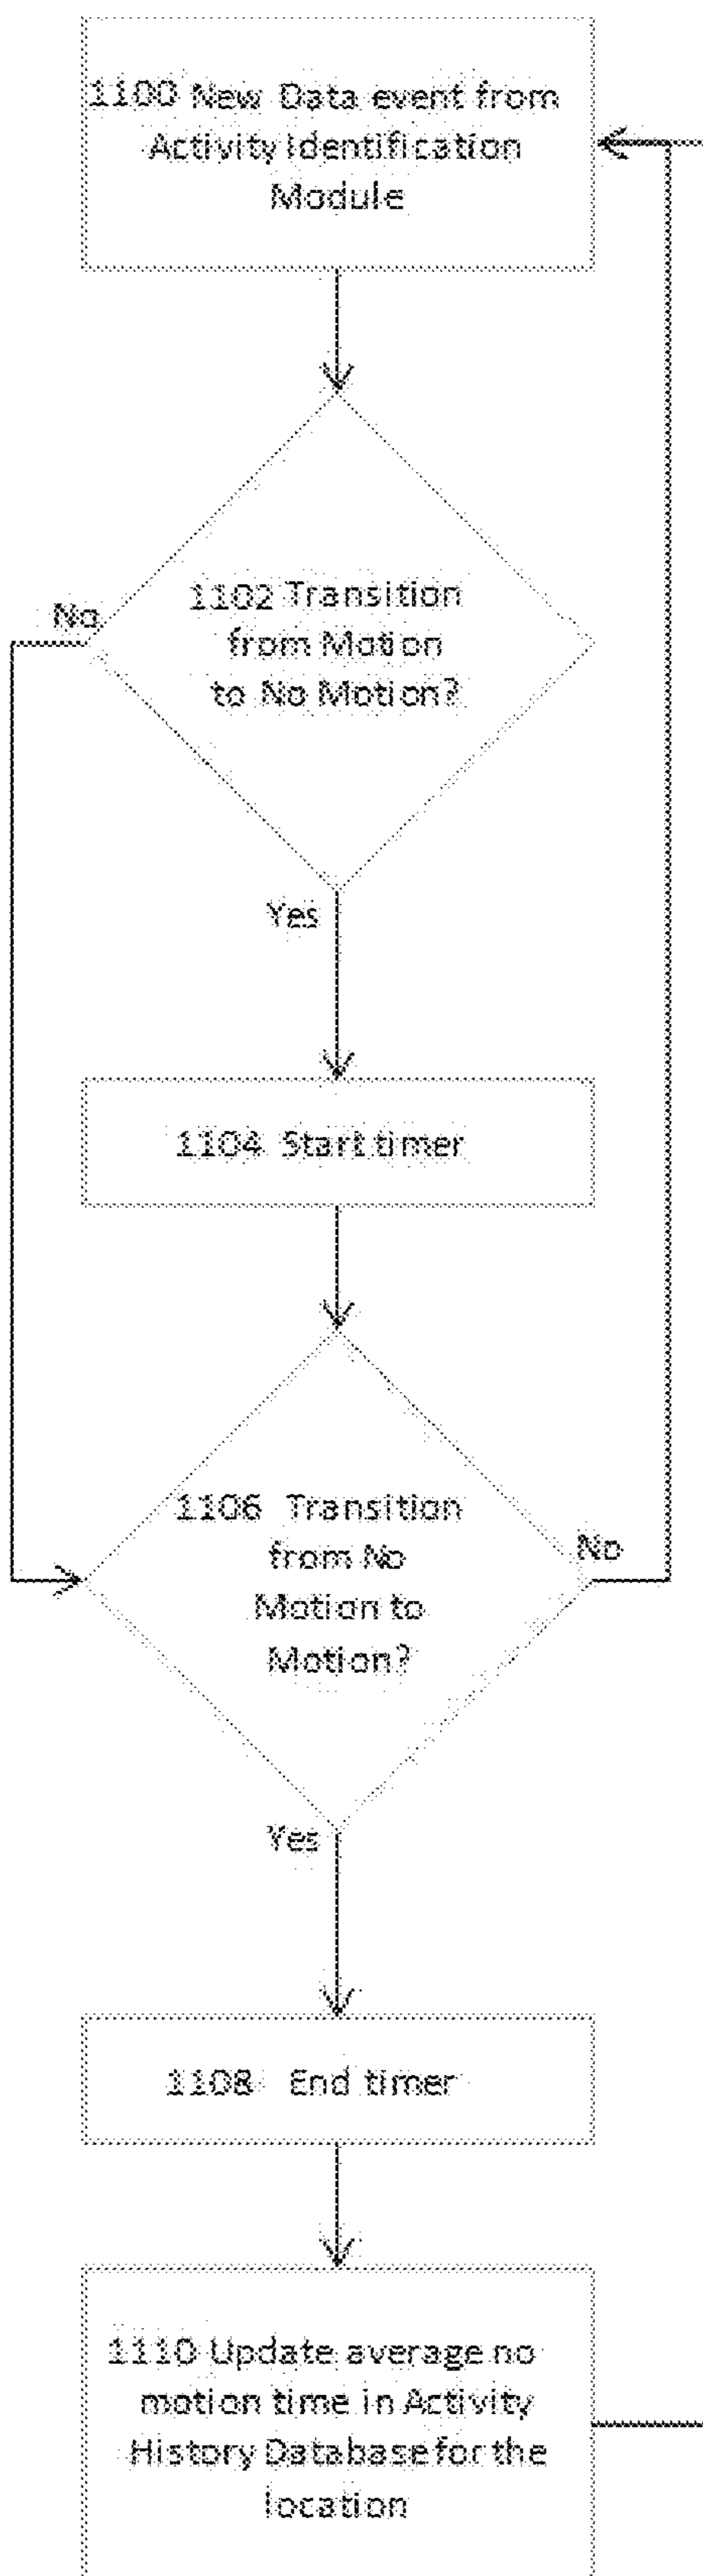 1100 New Data event from
Activity Identification
Module
No
1102 Transition
from Motion
to No Motion?
Yes
1104 Start timer
1106 Transition
from No
Motion to
Motion?
No
Yes
1108 End timer
1110 Update average no
motion time in Activity
History Database for the
location